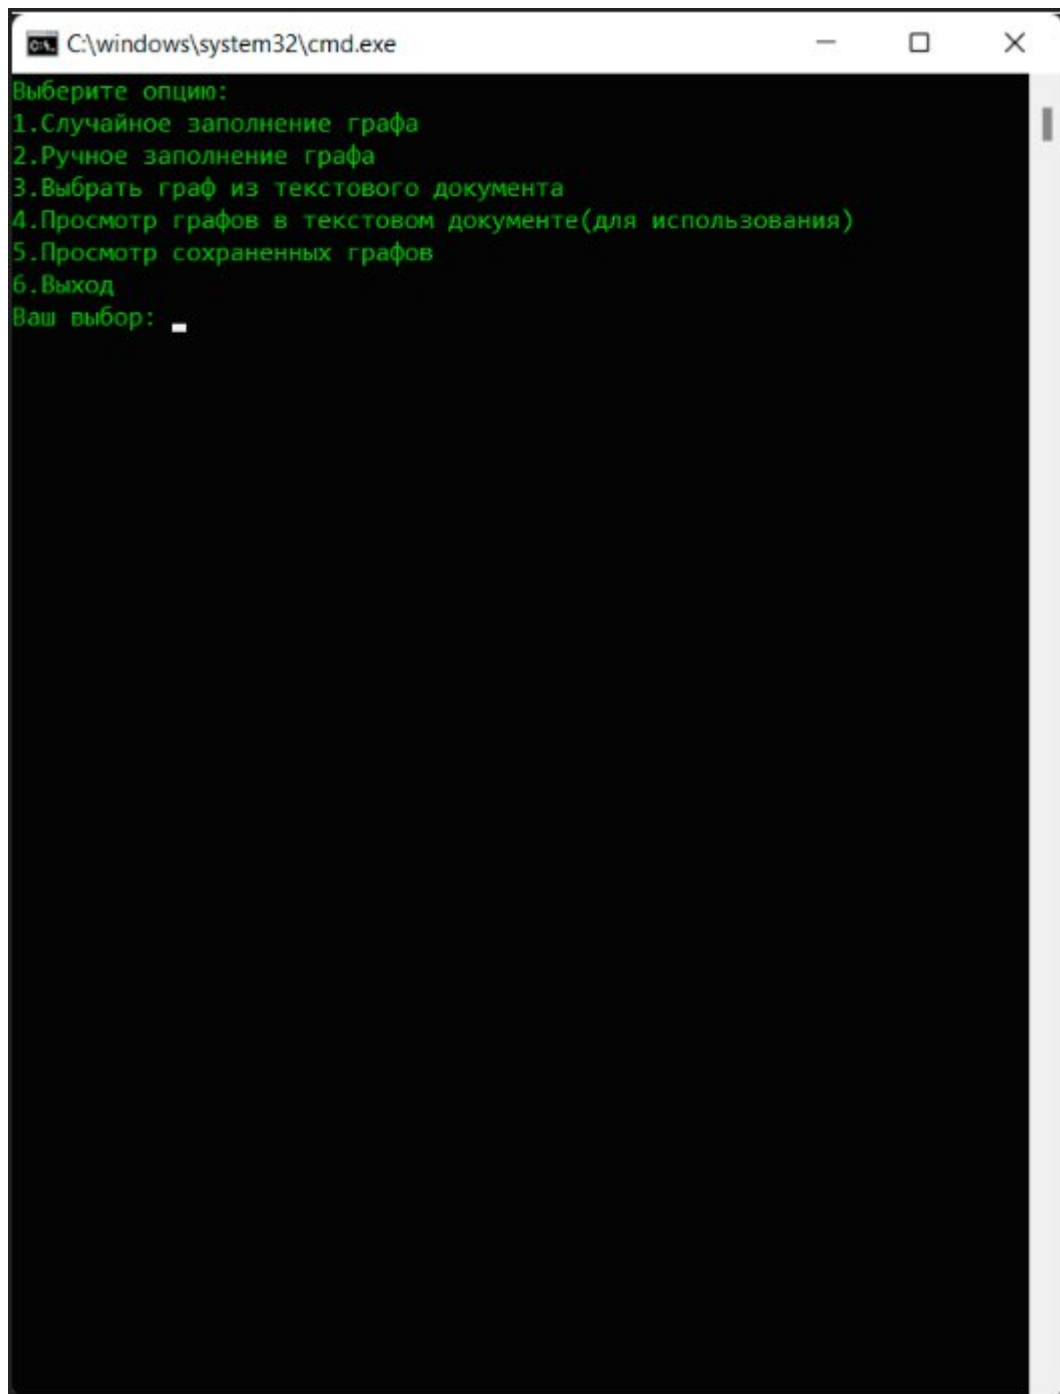 C:\windows\system32\cmd.exe
Выберите опцию:
1.Случайное заполнение графа
2.Ручное заполнение графа
3.Выбрать граф из текстового документа
4.Просмотр графов в текстовом документе(для использования)
5.Просмотр сохраненных графов
6.Выход
Ваш выбор: